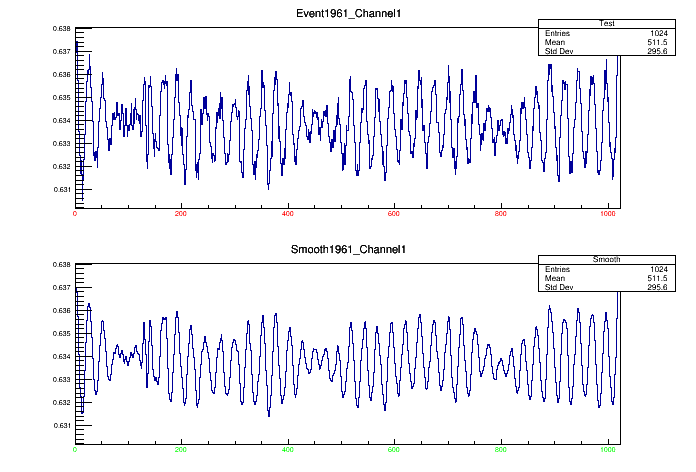 Event1961_Channel1
Test
Entries 1024
Mean 511.5
Std Dev 295.6
0.638
0.637
0.636
0.635
0.634
0.633
0.632
0.631
0 200 400 600 800 1000
Smooth1961_Channel1
Smooth
Entries 1024
Mean 511.5
Std Dev 295.6
0.638
0.637
0.636
0.635
0.634
0.633
0.632
0.631
0 200 400 600 800 1000